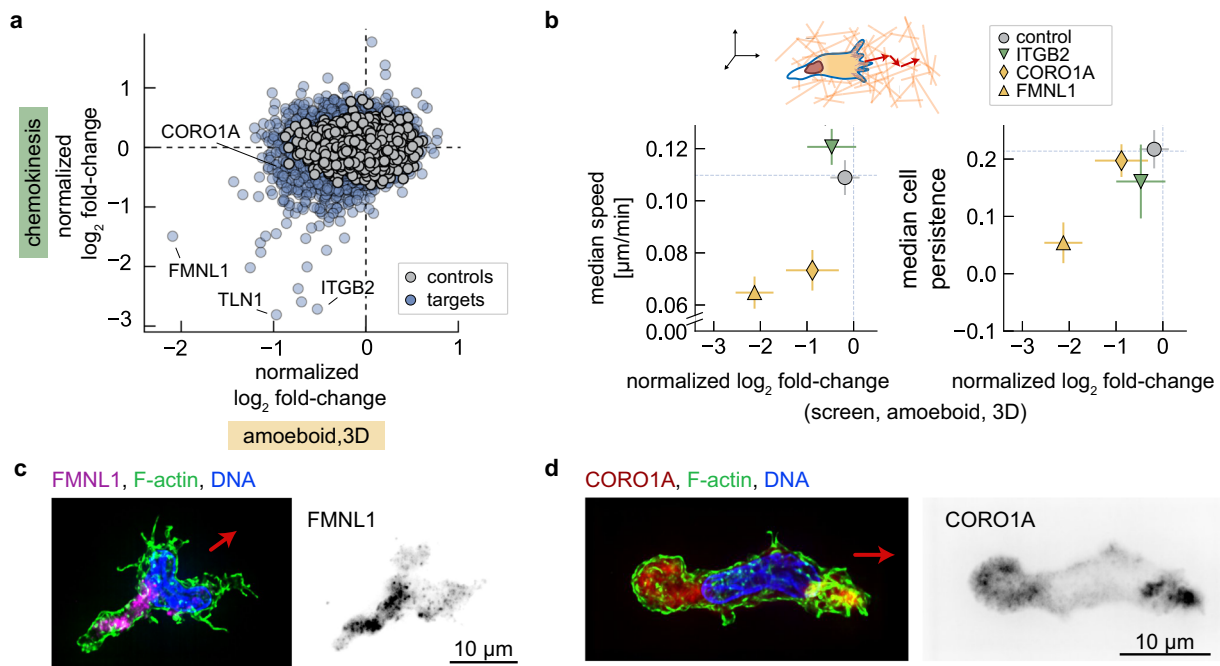 a
chemokinesis
normalized
log2 fold-change
1
0
−1
−2
−3
CORO1A
FMNL1
TLN1
ITGB2
controls
targets
−2
−1
0
1
normalized
log2 fold-change
amoeboid,3D
b
control
ITGB2
CORO1A
FMNL1
median speed
[µm/min]
0.12
0.10
0.08
0.06
0.00
−3
−2
−1
0
normalized log2 fold-change
median cell
persistence
0.2
0.0
−0.1
−3
−2
−1
0
normalized log2 fold-change
(screen, amoeboid, 3D)
c
FMNL1, F-actin, DNA
FMNL1
10 µm
d
CORO1A, F-actin, DNA
CORO1A
10 µm